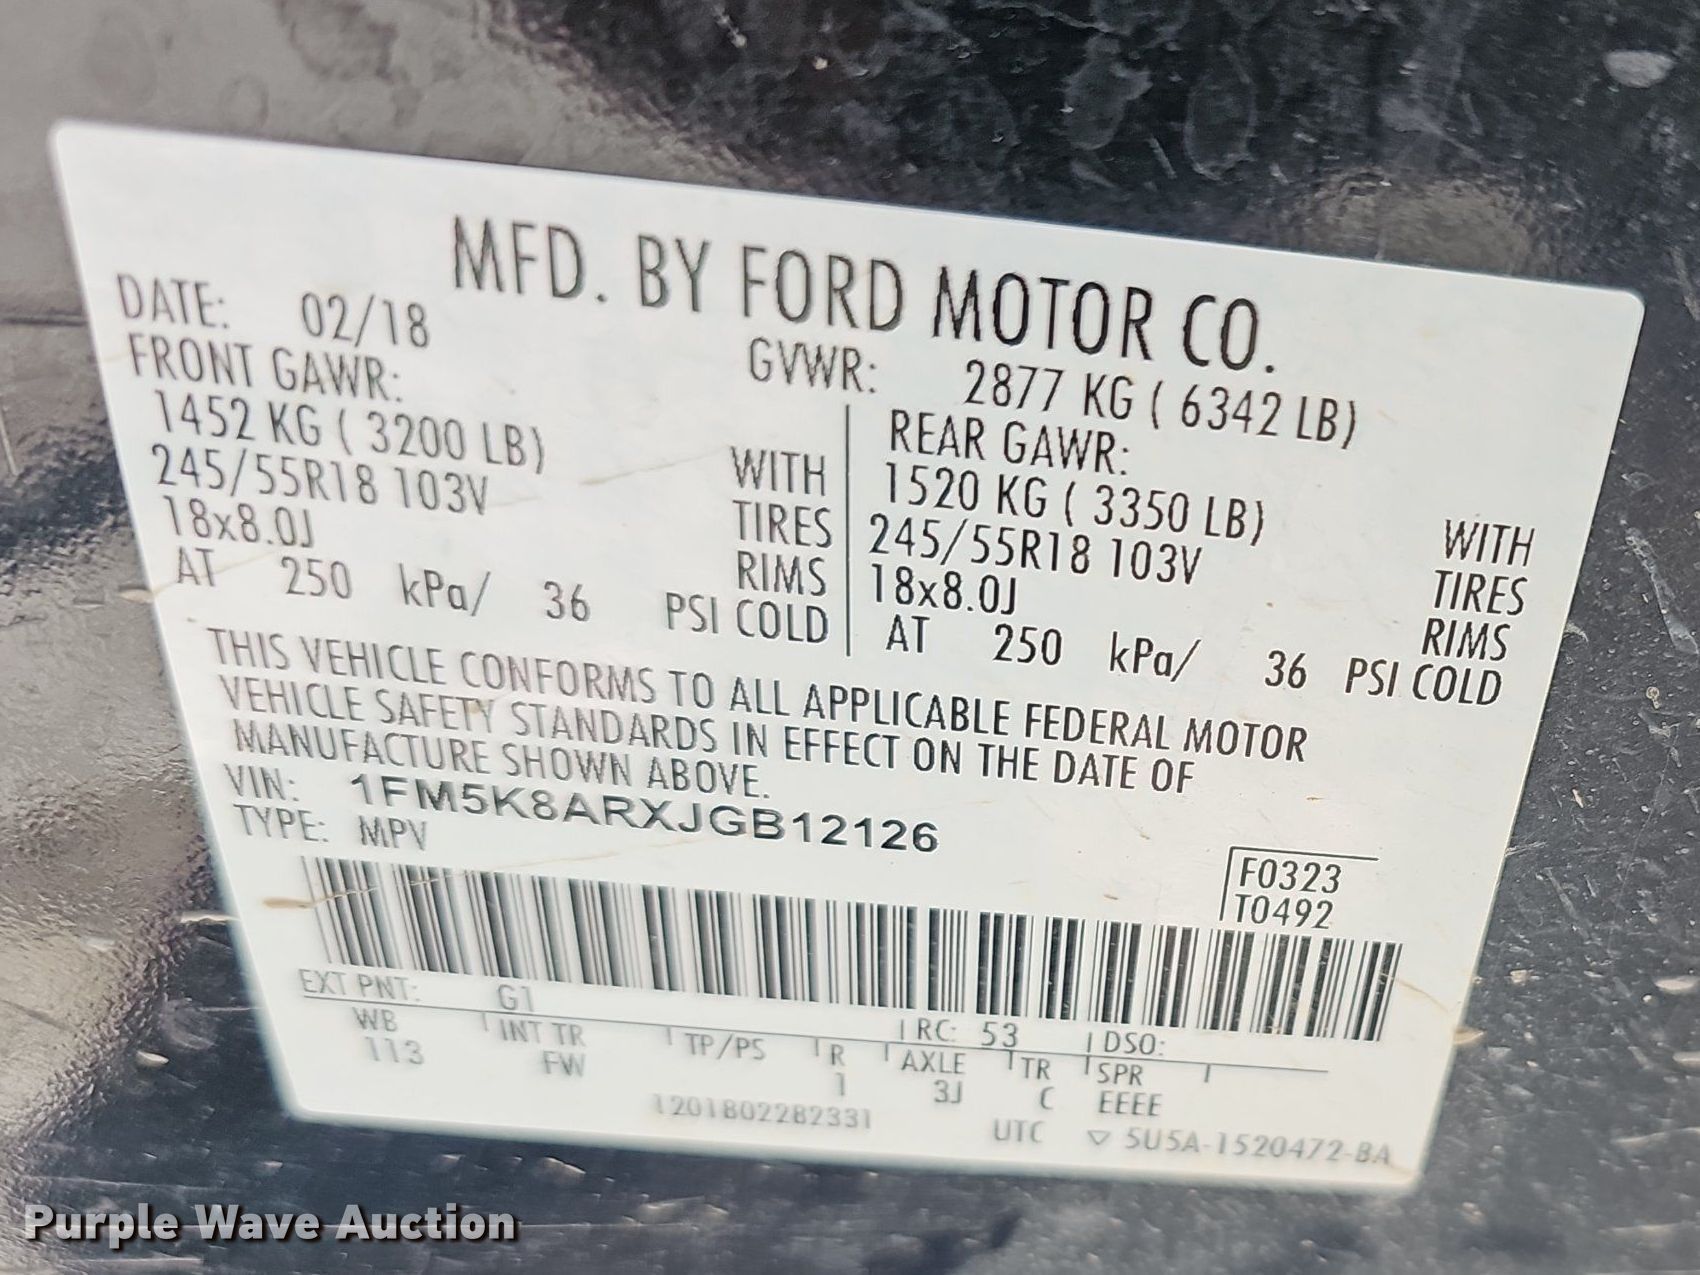 MFD. BY FORD MOTOR CO.
DATE: 02/18 GVWR: 2877 KG ( 6342 LB)
FRONT GAWR: REAR GAWR:
1452 KG ( 3200 LB) WITH 1520 KG ( 3350 LB) WITH
245/55R18 103V TIRES 245/55R18 103V TIRES
18x8.0J RIMS 18x8.0J RIMS
AT 250 kPa/ 36 PSI COLD AT 250 kPa/ 36 PSI COLD
THIS VEHICLE CONFORMS TO ALL APPLICABLE FEDERAL MOTOR
VEHICLE SAFETY STANDARDS IN EFFECT ON THE DATE OF
MANUFACTURE SHOWN ABOVE.
VIN: 1FM5K8ARXJGB12126
TYPE: MPV
F0323
T0492
EXT PNT: G1 RC: 53 DSO:
WB INT TR TP/PS R AXLE TR SPR
113 FW 1 3J C EEEE
1201802282331 UTC ▽ 5U5A-1520472-BA
Purple Wave Auction